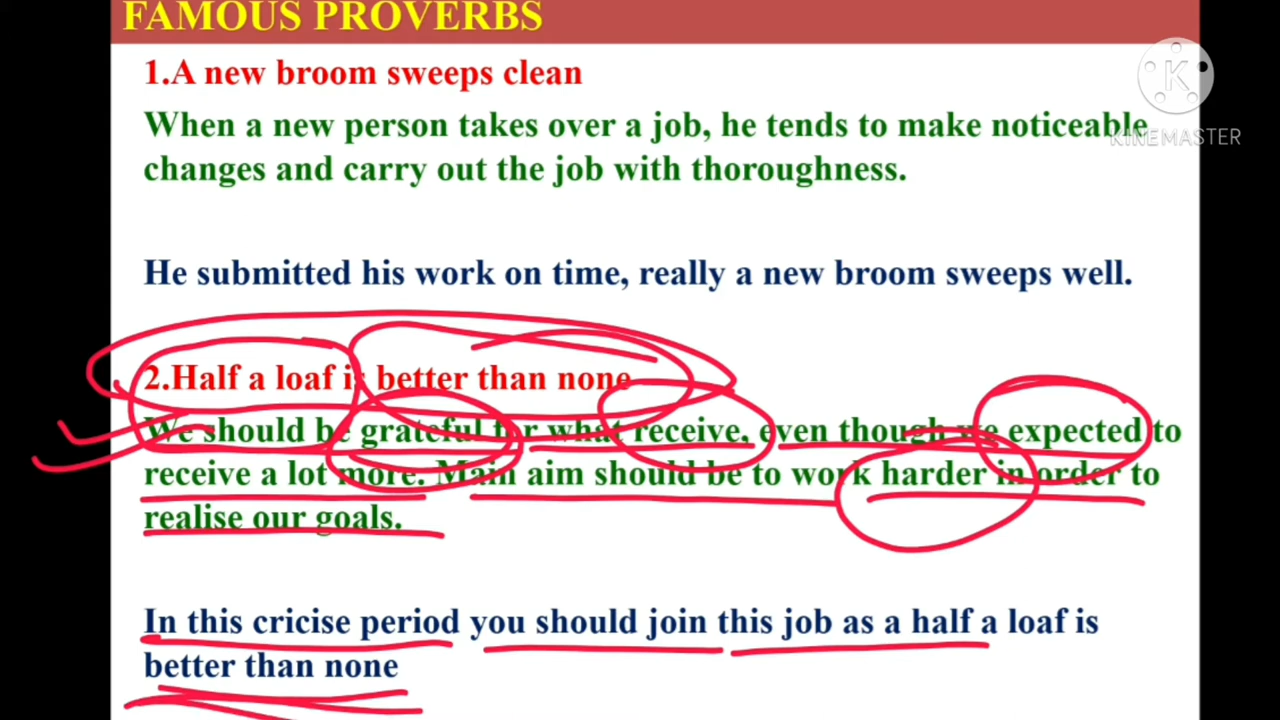 FAMOUS PROVERBS
1.A new broom sweeps clean
K
KINEMASTER
When a new person takes over a job, he tends to make noticeable
changes and carry out the job with thoroughness.
He submitted his work on time, really a new broom sweeps well.
2.Half a loaf is better than none
We should be grateful for what receive, even though we expected to
receive a lot more. Main aim should be to work harder in order to
realise our goals.
In this cricise period you should join this job as a half a loaf is
better than none